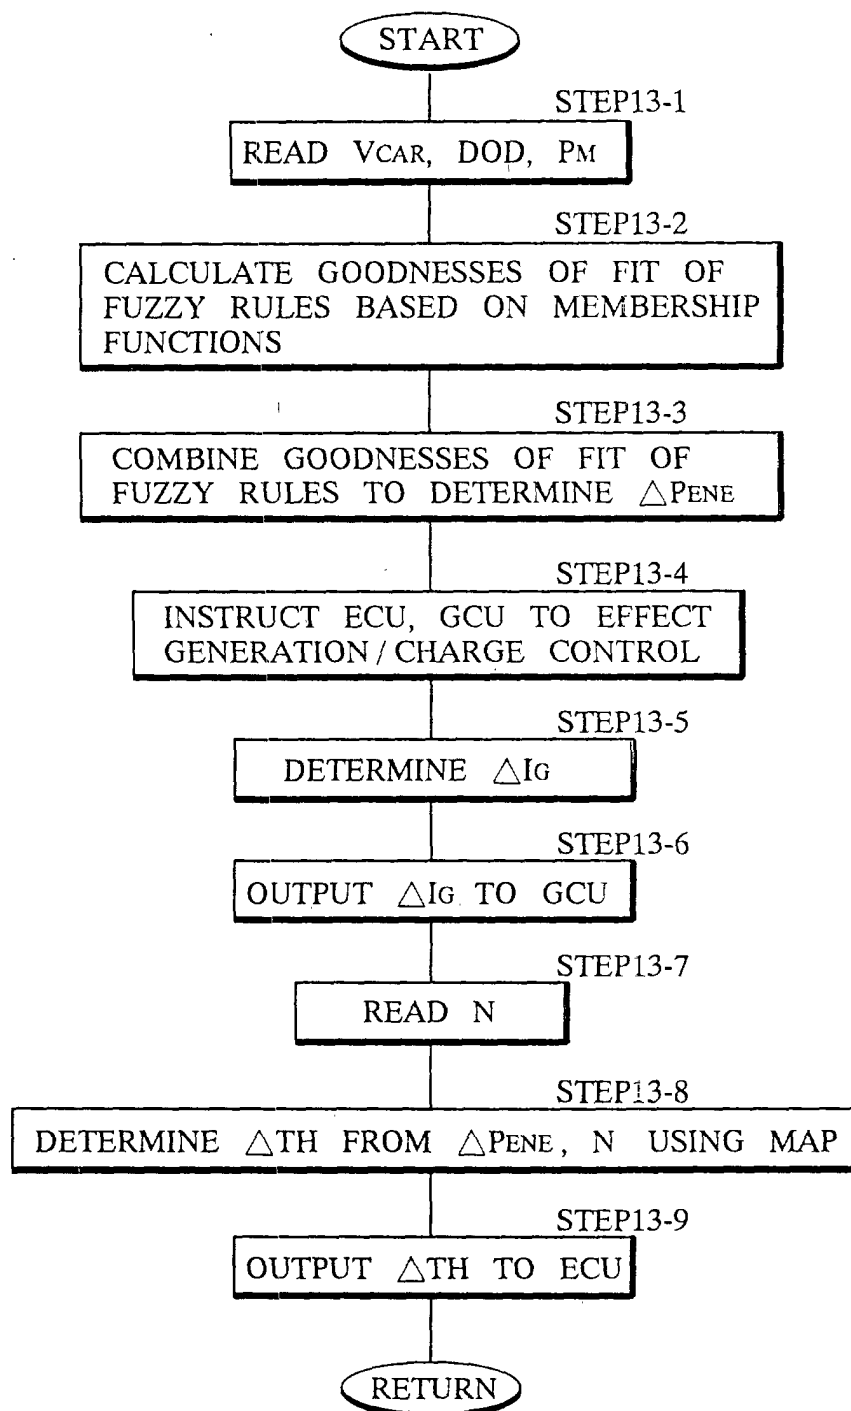 START
STEP13-1
READ VCAR, DOD, PM
STEP13-2
CALCULATE GOODNESSES OF FIT OF
FUZZY RULES BASED ON MEMBERSHIP
FUNCTIONS
STEP13-3
COMBINE GOODNESSES OF FIT OF
FUZZY RULES TO DETERMINE △PENE
STEP13-4
INSTRUCT ECU, GCU TO EFFECT
GENERATION/CHARGE CONTROL
STEP13-5
DETERMINE △IG
STEP13-6
OUTPUT △IG TO GCU
STEP13-7
READ N
STEP13-8
DETERMINE △TH FROM △PENE, N USING MAP
STEP13-9
OUTPUT △TH TO ECU
RETURN